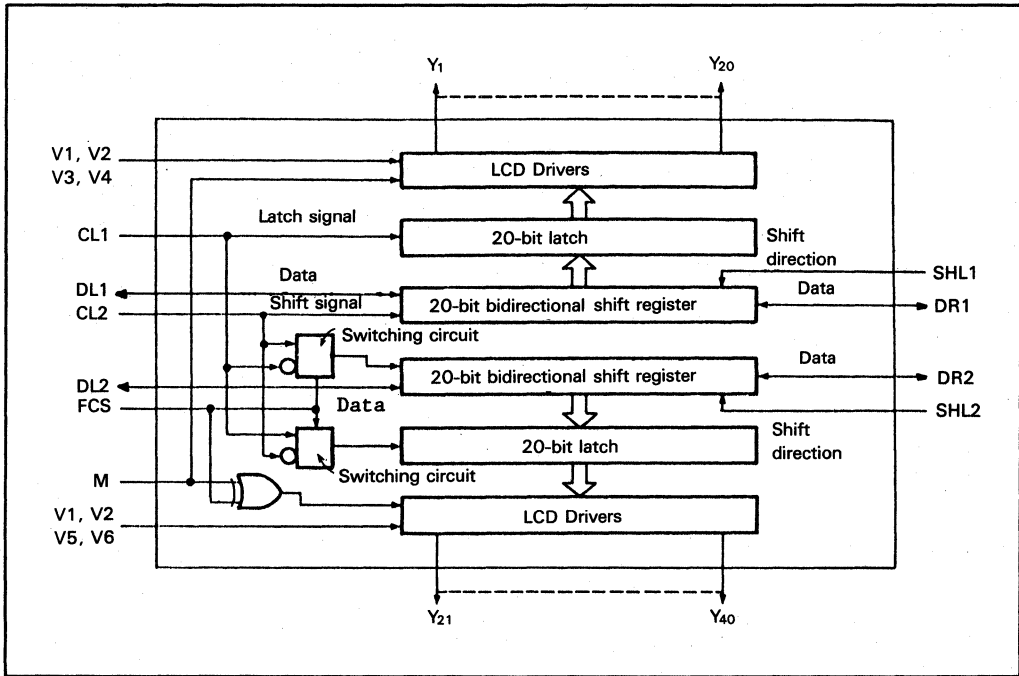 Y1 Y20
V1, V2
V3, V4
LCD Drivers
Latch signal
CL1
20-bit latch
Shift
direction
SHL1
Data
DL1
20-bit bidirectional shift register
Data
DR1
Shift signal
CL2
Switching circuit
20-bit bidirectional shift register
Data
DR2
DL2
FCS
Data
SHL2
20-bit latch
Shift
direction
Switching circuit
M
LCD Drivers
V1, V2
V5, V6
Y21 Y40